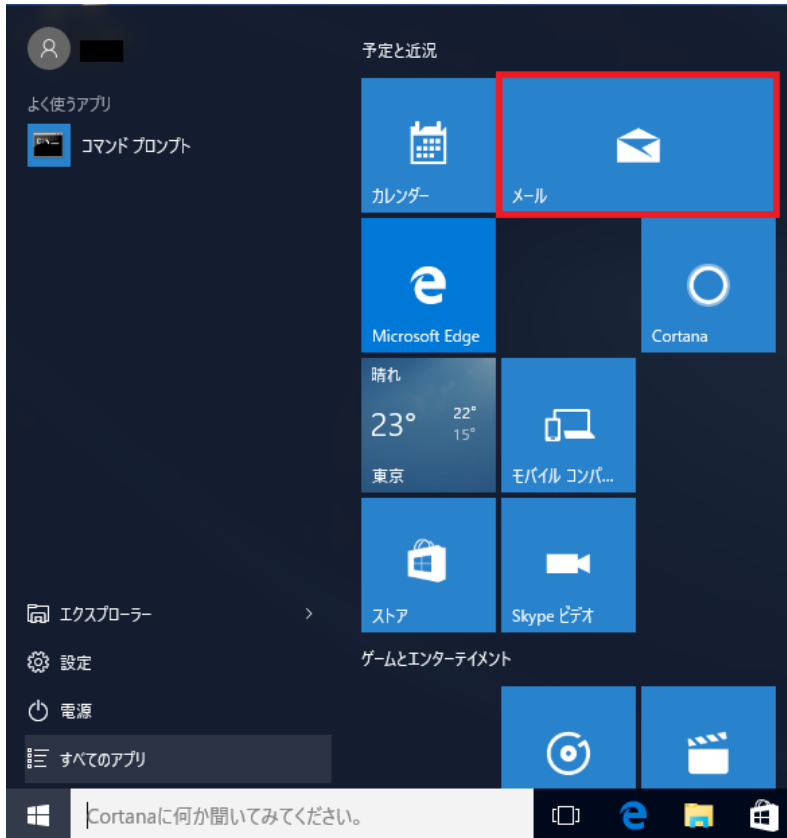 よく使うアプリ
コマンド プロンプト
エクスプローラー
設定
電源
すべてのアプリ
予定と近況
カレンダー
メール
Microsoft Edge
Cortana
晴れ
23° 22°
15°
東京
モバイル コンパ...
ストア
Skype ビデオ
ゲームとエンターテイメント
Cortanaに何か聞いてみてください。